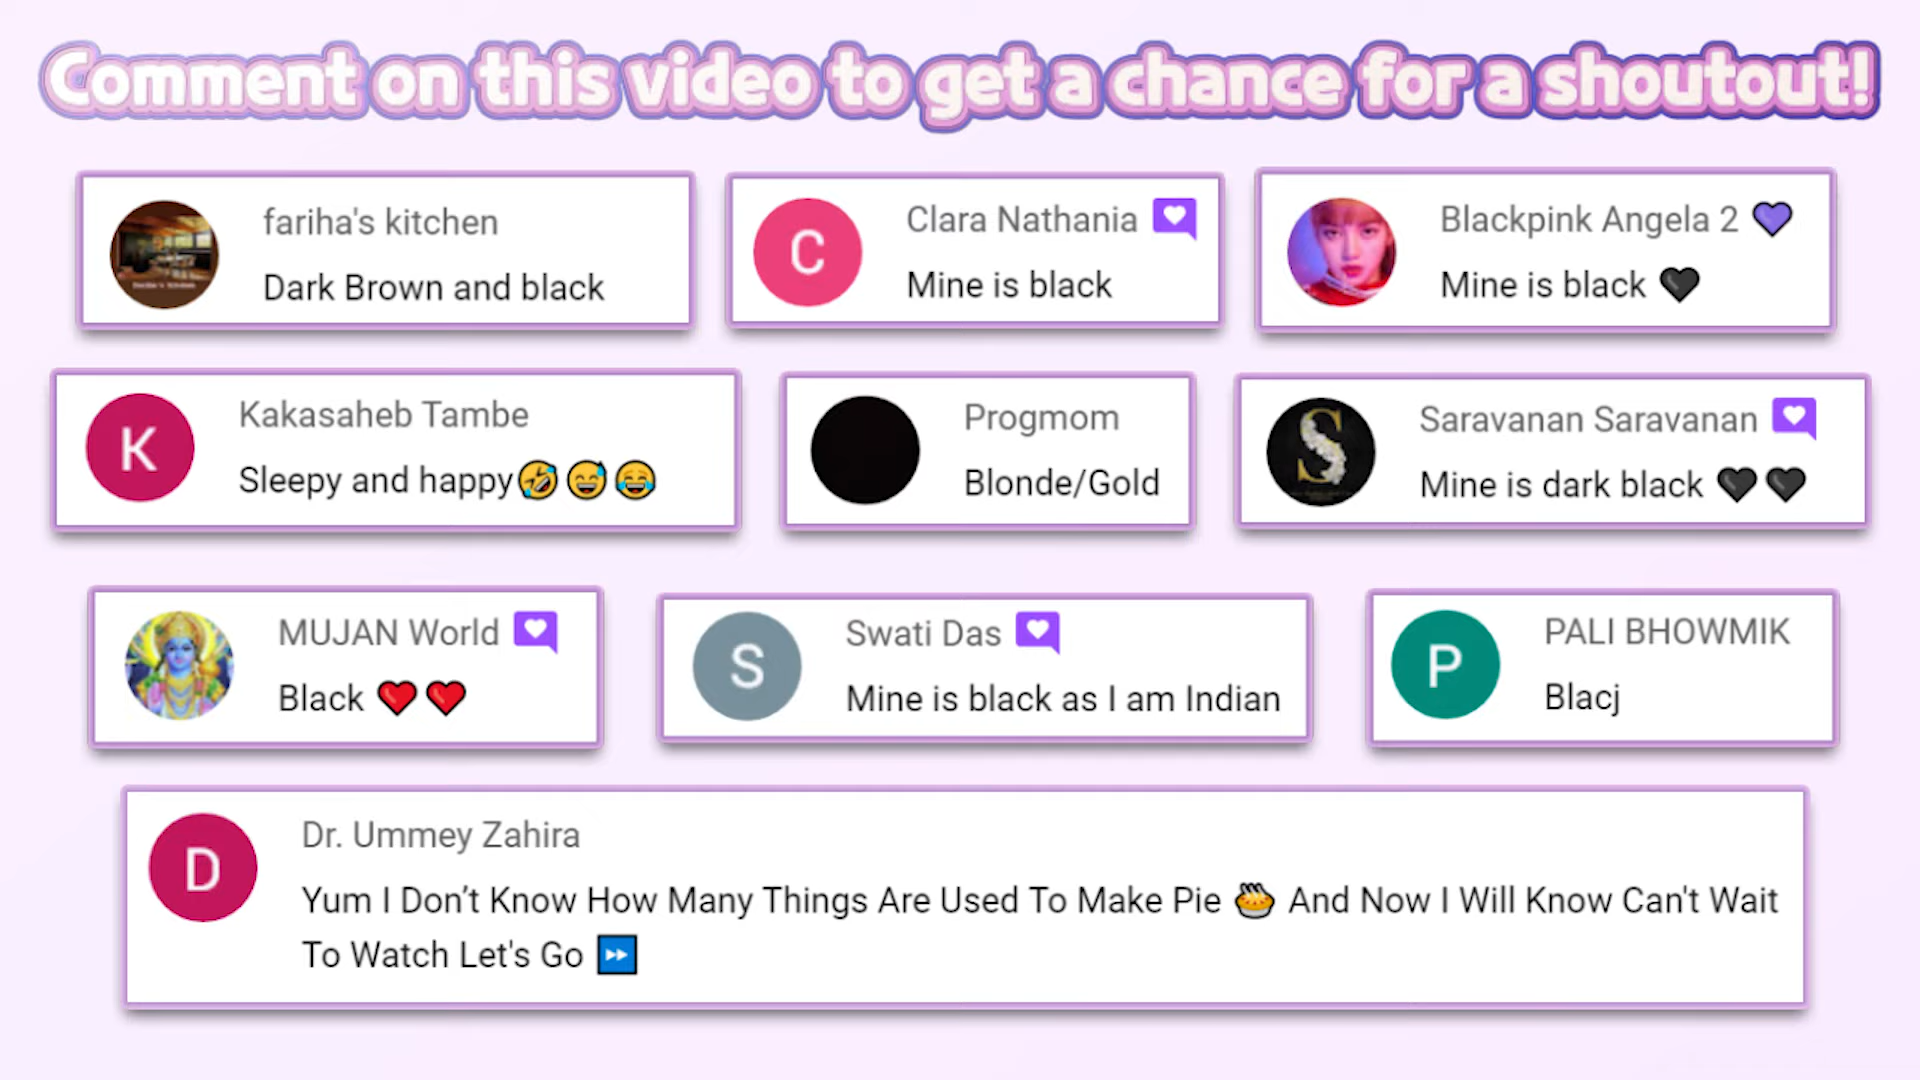 Comment on this video to get a chance for a shoutout!
fariha's kitchen
Dark Brown and black
C
Clara Nathania
Mine is black
Blackpink Angela 2 💜
Mine is black 🖤
K
Kakasaheb Tambe
Sleepy and happy🤣😅😂
Progmom
Blonde/Gold
S
Saravanan Saravanan
Mine is dark black 🖤🖤
MUJAN World
Black ❤️❤️
S
Swati Das
Mine is black as I am Indian
P
PALI BHOWMIK
Blacj
D
Dr. Ummey Zahira
Yum I Don’t Know How Many Things Are Used To Make Pie 🥧 And Now I Will Know Can't Wait
To Watch Let's Go ⏩